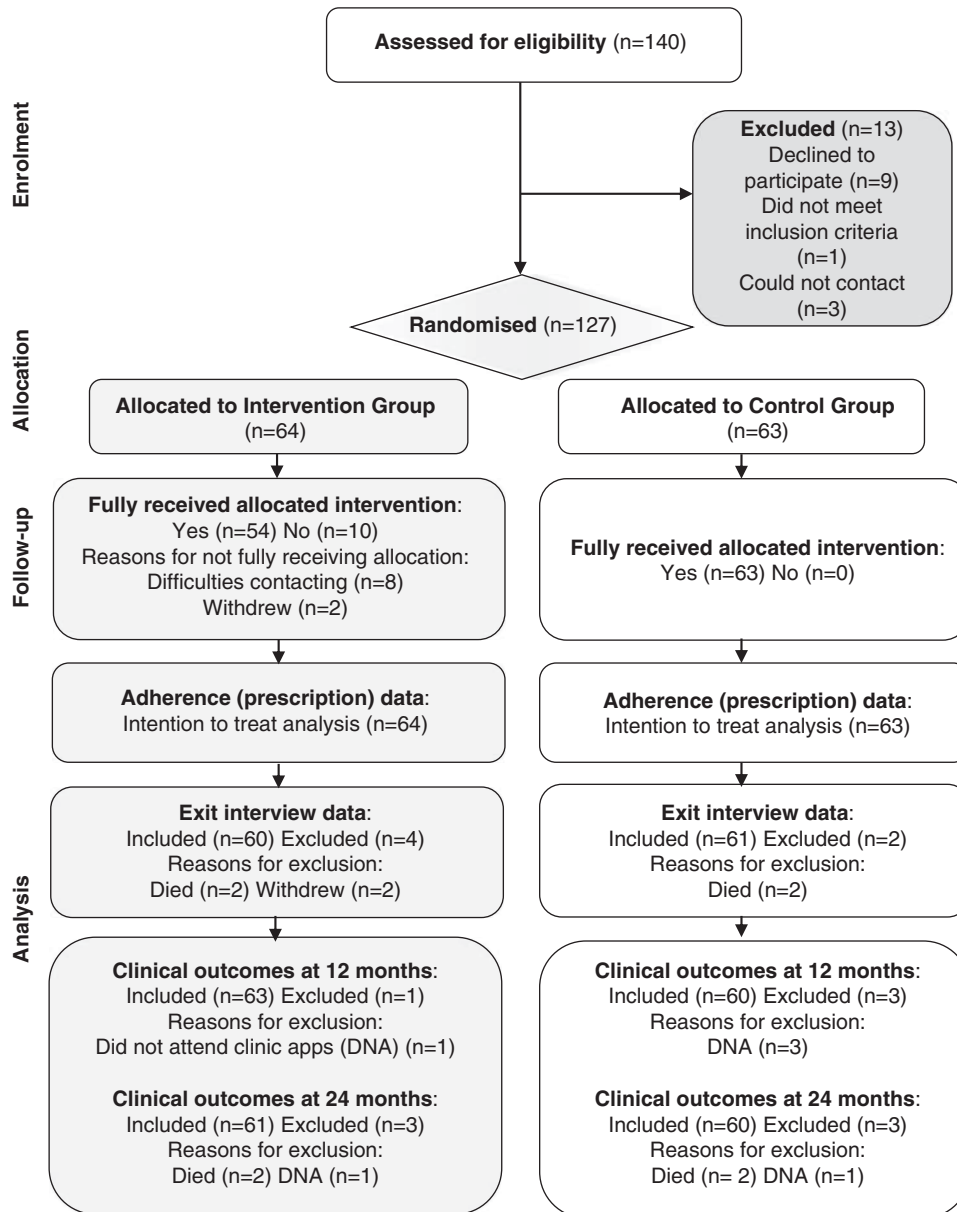 Assessed for eligibility (n=140)
Enrolment
Excluded (n=13)
Declined to
participate (n=9)
Did not meet
inclusion criteria
(n=1)
Could not contact
(n=3)
Randomised (n=127)
Allocation
Allocated to Intervention Group
(n=64)
Allocated to Control Group
(n=63)
Follow-up
Fully received allocated intervention:
Yes (n=54) No (n=10)
Reasons for not fully receiving allocation:
Difficulties contacting (n=8)
Withdrew (n=2)
Fully received allocated intervention:
Yes (n=63) No (n=0)
Analysis
Adherence (prescription) data:
Intention to treat analysis (n=64)
Adherence (prescription) data:
Intention to treat analysis (n=63)
Exit interview data:
Included (n=60) Excluded (n=4)
Reasons for exclusion:
Died (n=2) Withdrew (n=2)
Exit interview data:
Included (n=61) Excluded (n=2)
Reasons for exclusion:
Died (n=2)
Clinical outcomes at 12 months:
Included (n=63) Excluded (n=1)
Reasons for exclusion:
Did not attend clinic apps (DNA) (n=1)
Clinical outcomes at 24 months:
Included (n=61) Excluded (n=3)
Reasons for exclusion:
Died (n=2) DNA (n=1)
Clinical outcomes at 12 months:
Included (n=60) Excluded (n=3)
Reasons for exclusion:
DNA (n=3)
Clinical outcomes at 24 months:
Included (n=60) Excluded (n=3)
Reasons for exclusion:
Died (n= 2) DNA (n=1)